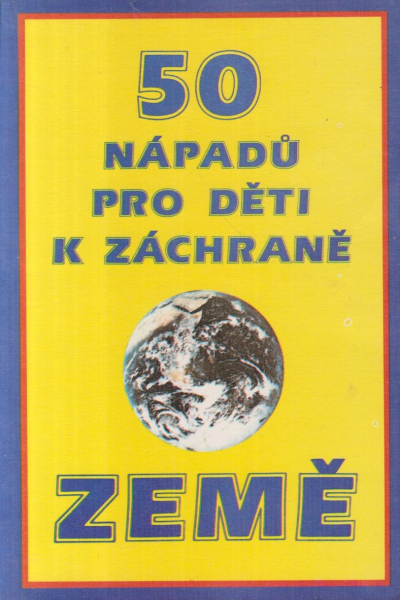 50
NÁPADŮ
PRO DĚTI
K ZÁCHRANĚ
ZEMĚ